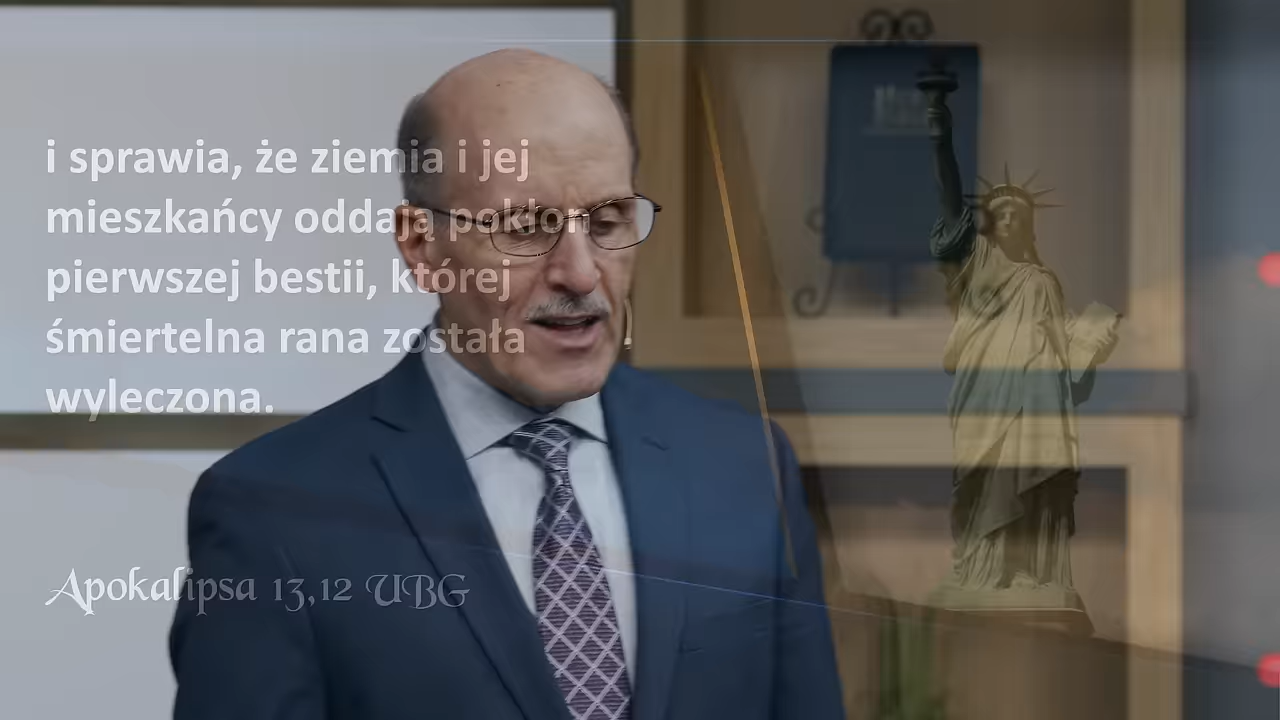 i sprawia, że ziemia i jej
mieszkańcy oddają pokłon
pierwszej bestii, której
śmiertelna rana została
wyleczona.
Apokalipsa 13,12 UBG